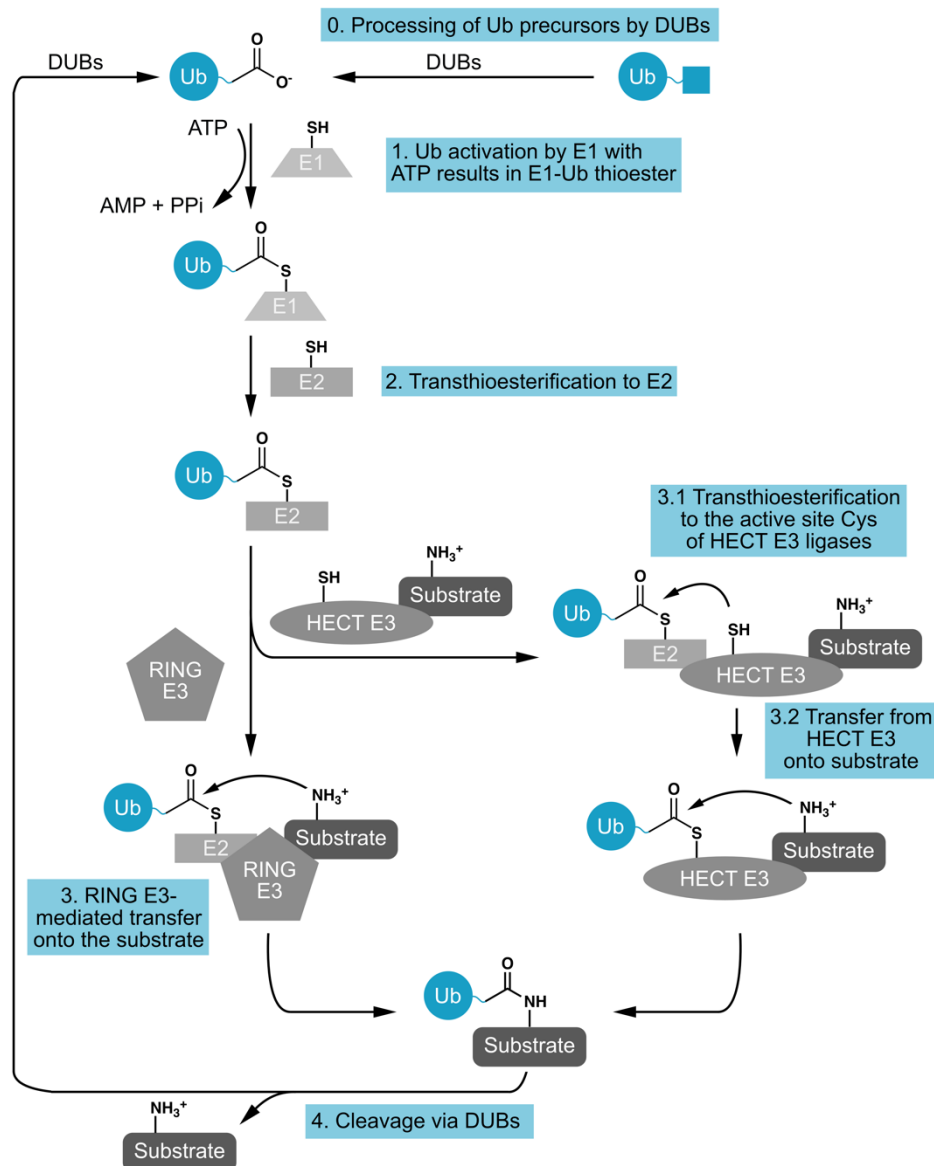 0. Processing of Ub precursors by DUBs
DUBs
DUBs
Ub
O
O-
Ub
ATP
SH
E1
1. Ub activation by E1 with
ATP results in E1-Ub thioester
AMP + PPi
O
Ub
S
E1
SH
E2
2. Transthioesterification to E2
O
Ub
S
E2
3.1 Transthioesterification
to the active site Cys
of HECT E3 ligases
NH3+
SH
Substrate
HECT E3
O
Ub
S
SH
NH3+
E2
Substrate
HECT E3
RING
E3
3.2 Transfer from
HECT E3
onto substrate
O
Ub
S
NH3+
E2
Substrate
RING
E3
O
Ub
S
NH3+
Substrate
HECT E3
3. RING E3-
mediated transfer
onto the substrate
O
Ub
NH
Substrate
NH3+
Substrate
4. Cleavage via DUBs